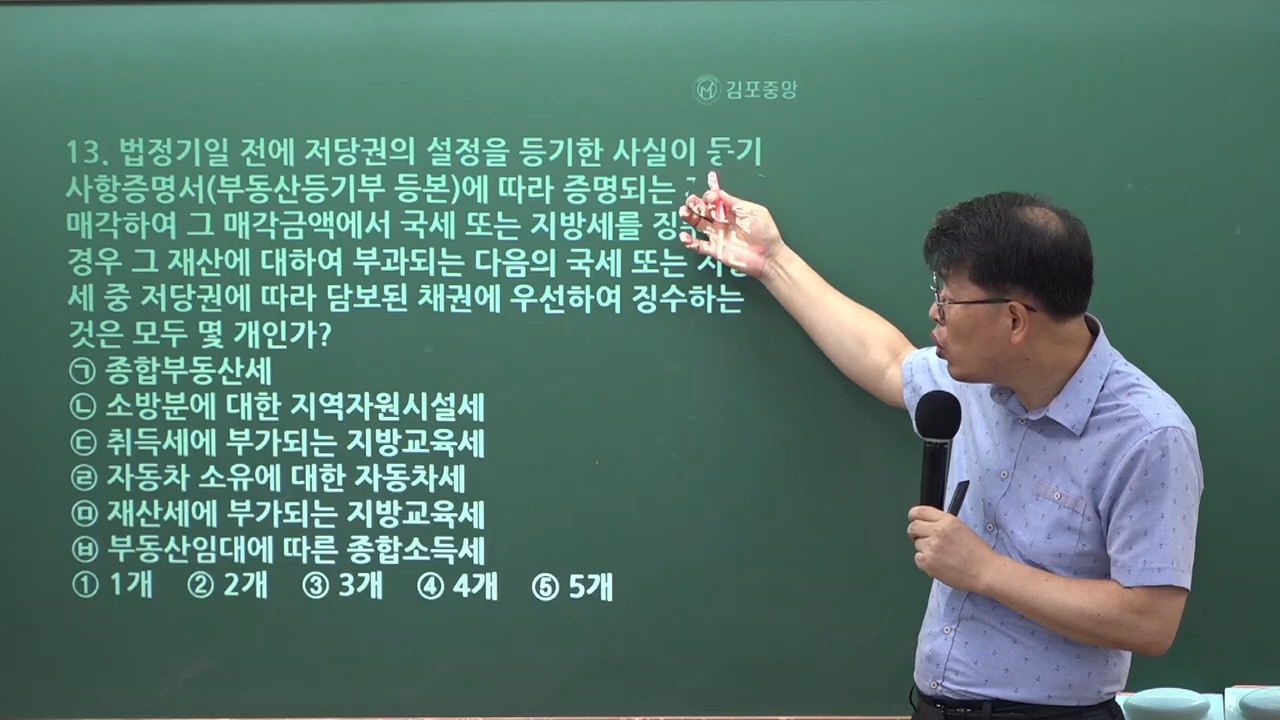 김포중앙
13. 법정기일 전에 저당권의 설정을 등기한 사실이 등기
사항증명서(부동산등기부 등본)에 따라 증명되는
매각하여 그 매각금액에서 국세 또는 지방세를
경우 그 재산에 대하여 부과되는 다음의 국세 또는
세 중 저당권에 따라 담보된 채권에 우선하여 징수하는
것은 모두 몇 개인가?
㉠ 종합부동산세
㉡ 소방분에 대한 지역자원시설세
㉢ 취득세에 부가되는 지방교육세
㉣ 자동차 소유에 대한 자동차세
㉤ 재산세에 부가되는 지방교육세
㉥ 부동산임대에 따른 종합소득세
① 1개 ② 2개 ③ 3개 ④ 4개 ⑤ 5개